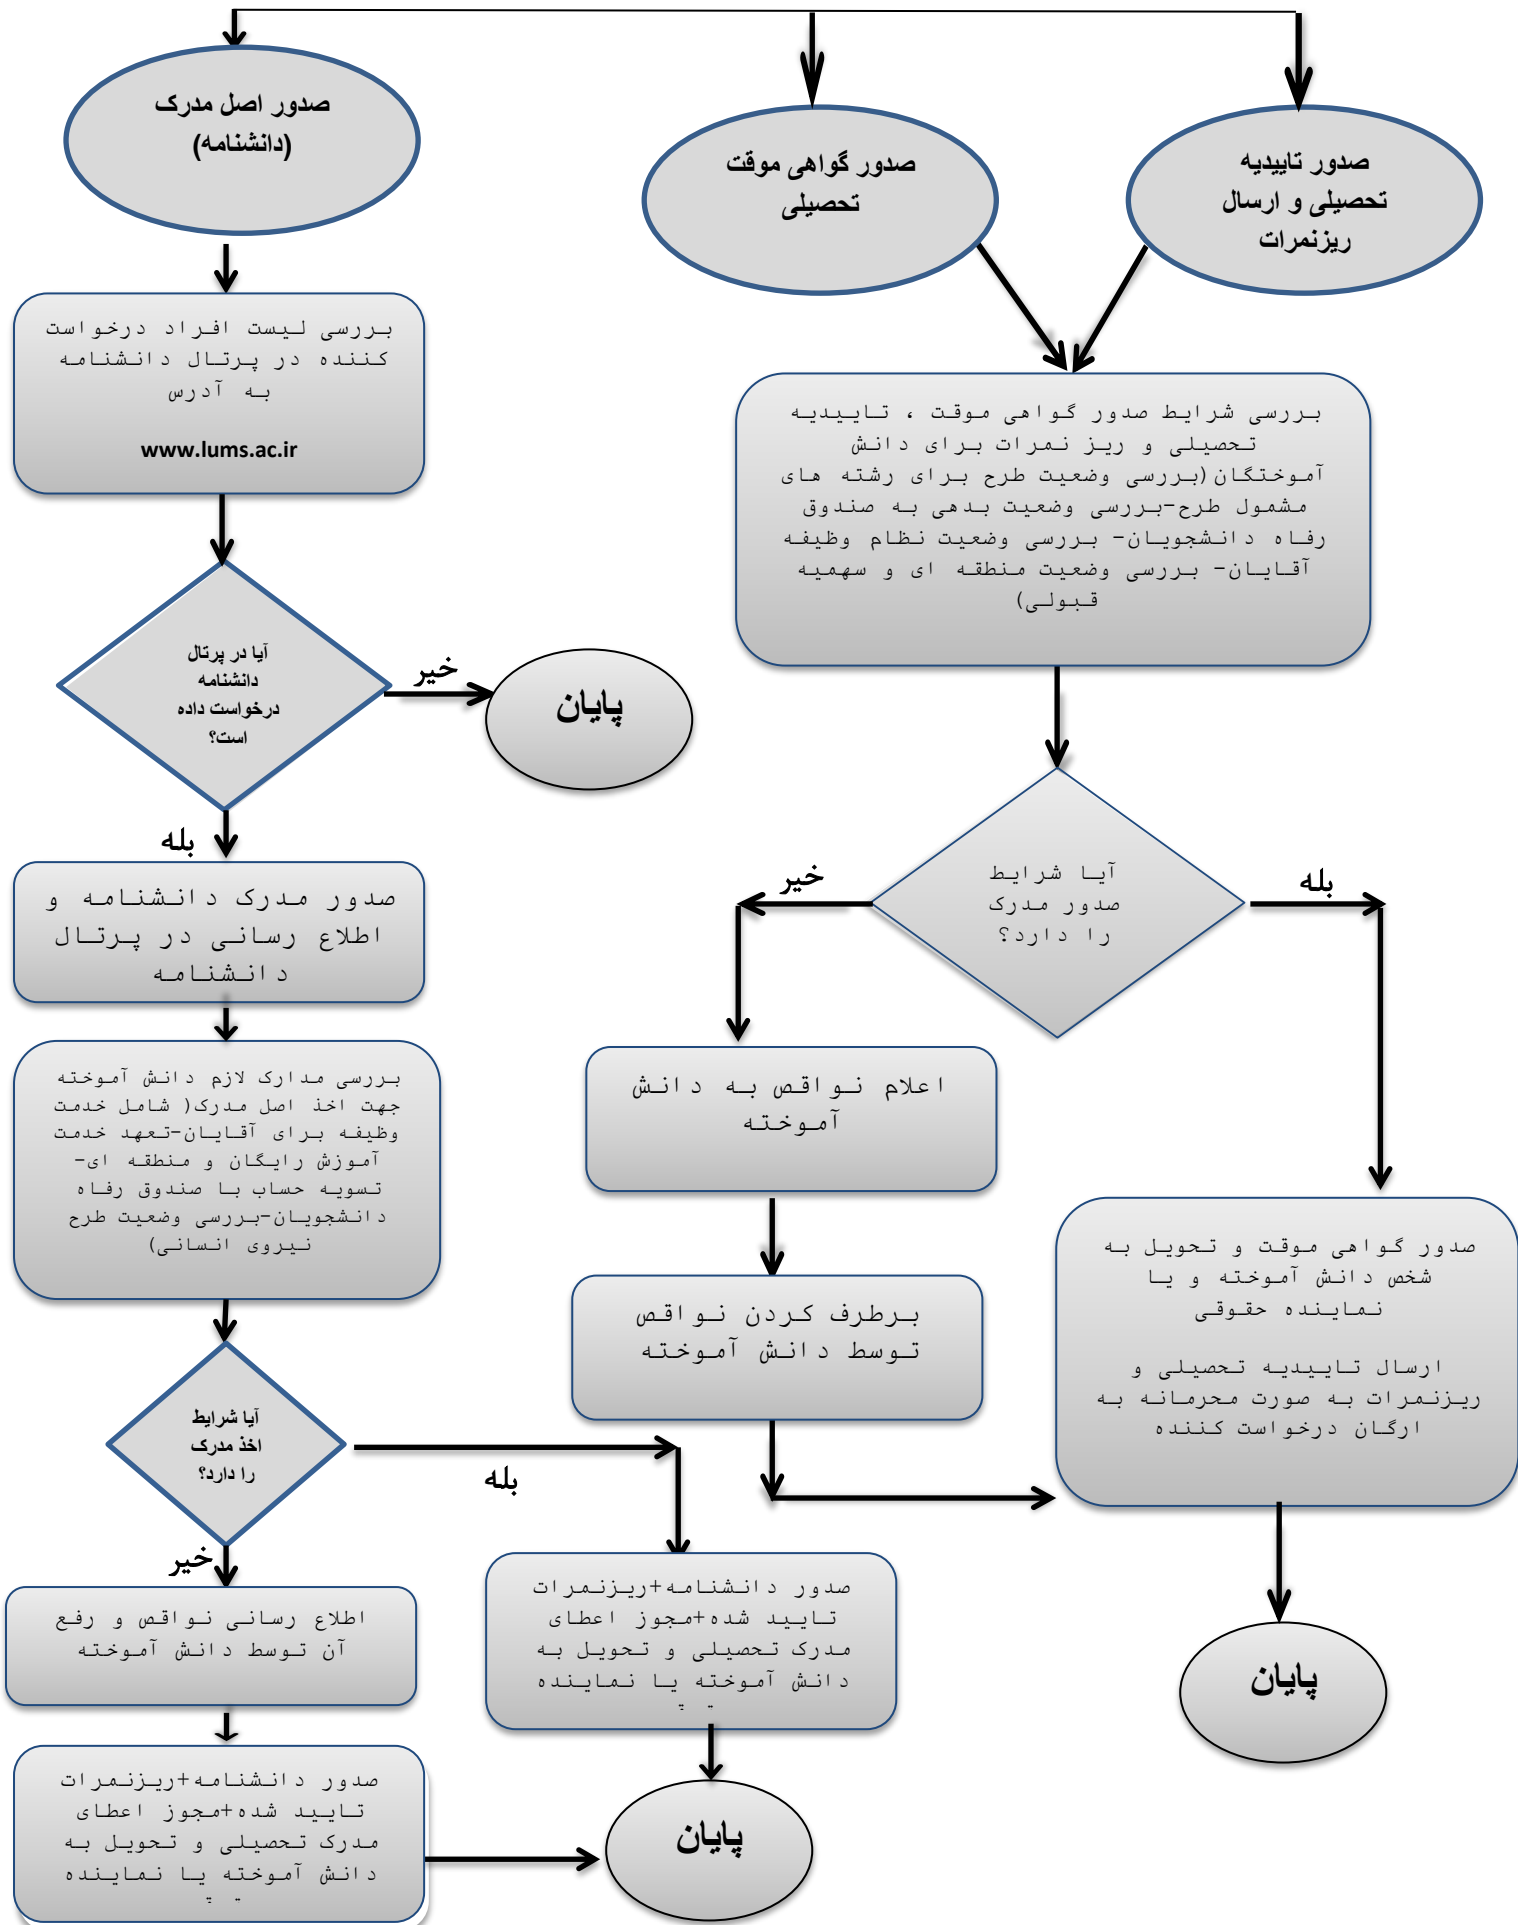 صدور اصل مدرک
(دانشنامه)
صدور گواهی موقت
تحصیلی
صدور تاییدیه
تحصیلی و ارسال
ریزنمرات
بررسی لیست افراد درخواست
کننده در پرتال دانشنامه
به آدرس
www.lums.ac.ir
آیا در پرتال
دانشنامه
درخواست داده
است؟
خیر
پایان
بله
صدور مدرک دانشنامه و
اطلاع رسانی در پرتال
دانشنامه
بررسی مدارک لازم دانش آموخته
جهت اخذ اصل مدرک( شامل خدمت
وظیفه برای آقایان-تعهد خدمت
آموزش رایگان و منطقه ای-
تسویه حساب با صندوق رفاه
دانشجویان-بررسی وضعیت طرح
نیروی انسانی)
آیا شرایط
اخذ مدرک
را دارد؟
بله
خیر
اطلاع رسانی نواقص و رفع
آن توسط دانش آموخته
صدور دانشنامه+ریزنمرات
تایید شده+مجوز اعطای
مدرک تحصیلی و تحویل به
دانش آموخته یا نماینده
صدور دانشنامه+ریزنمرات
تایید شده+مجوز اعطای
مدرک تحصیلی و تحویل به
دانش آموخته یا نماینده
پایان
بررسی شرایط صدور گواهی موقت ، تاییدیه
تحصیلی و ریز نمرات برای دانش
آموختگان(بررسی وضعیت طرح برای رشته های
مشمول طرح-بررسی وضعیت بدهی به صندوق
رفاه دانشجویان- بررسی وضعیت نظام وظیفه
آقایان- بررسی وضعیت منطقه ای و سهمیه
قبولی)
آیا شرایط
صدور مدرک
را دارد؟
خیر
بله
اعلام نواقص به دانش
آموخته
برطرف کردن نواقص
توسط دانش آموخته
صدور گواهی موقت و تحویل به
شخص دانش آموخته و یا
نماینده حقوقی
ارسال تاییدیه تحصیلی و
ریزنمرات به صورت محرمانه به
ارگان درخواست کننده
پایان